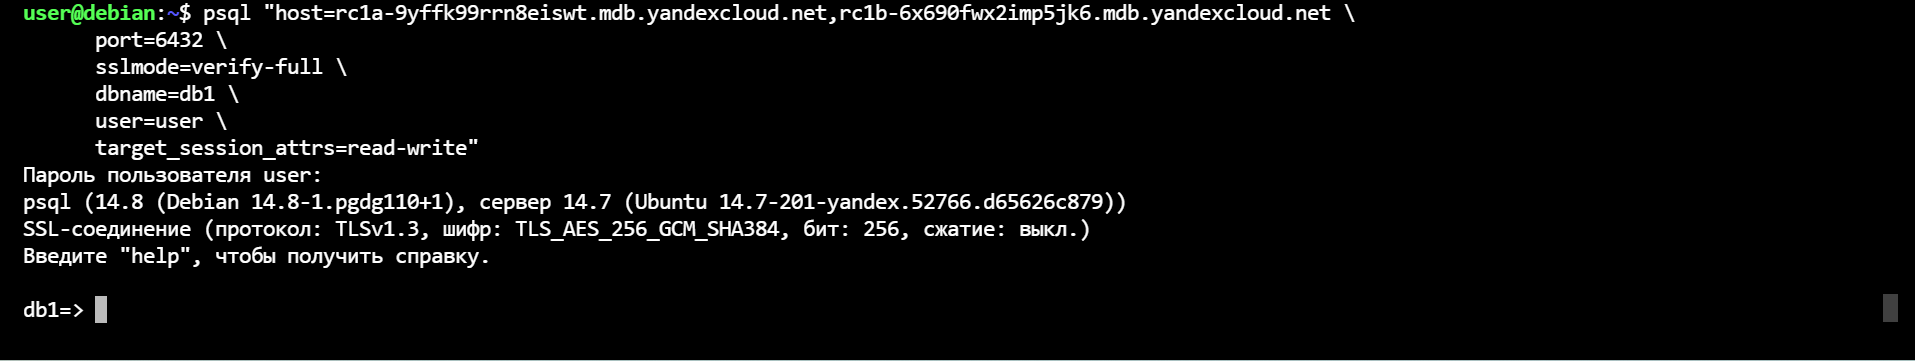 user@debian:~$ psql "host=rc1a-9yffk99rrn8eiswt.mdb.yandexcloud.net,rc1b-6x690fwx2imp5jk6.mdb.yandexcloud.net \
port=6432 \
sslmode=verify-full \
dbname=db1 \
user=user \
target_session_attrs=read-write"
Пароль пользователя user:
psql (14.8 (Debian 14.8-1.pgdg110+1), сервер 14.7 (Ubuntu 14.7-201-yandex.52766.d65626c879))
SSL-соединение (протокол: TLSv1.3, шифр: TLS_AES_256_GCM_SHA384, бит: 256, сжатие: выкл.)
Введите "help", чтобы получить справку.
db1=>